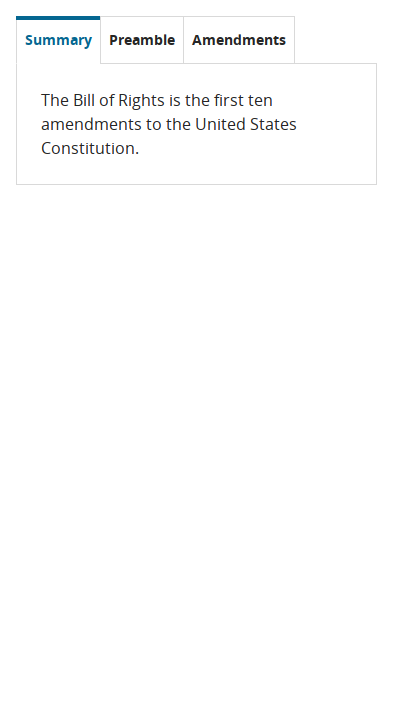 Summary Preamble Amendments
The Bill of Rights is the first ten
amendments to the United States
Constitution.